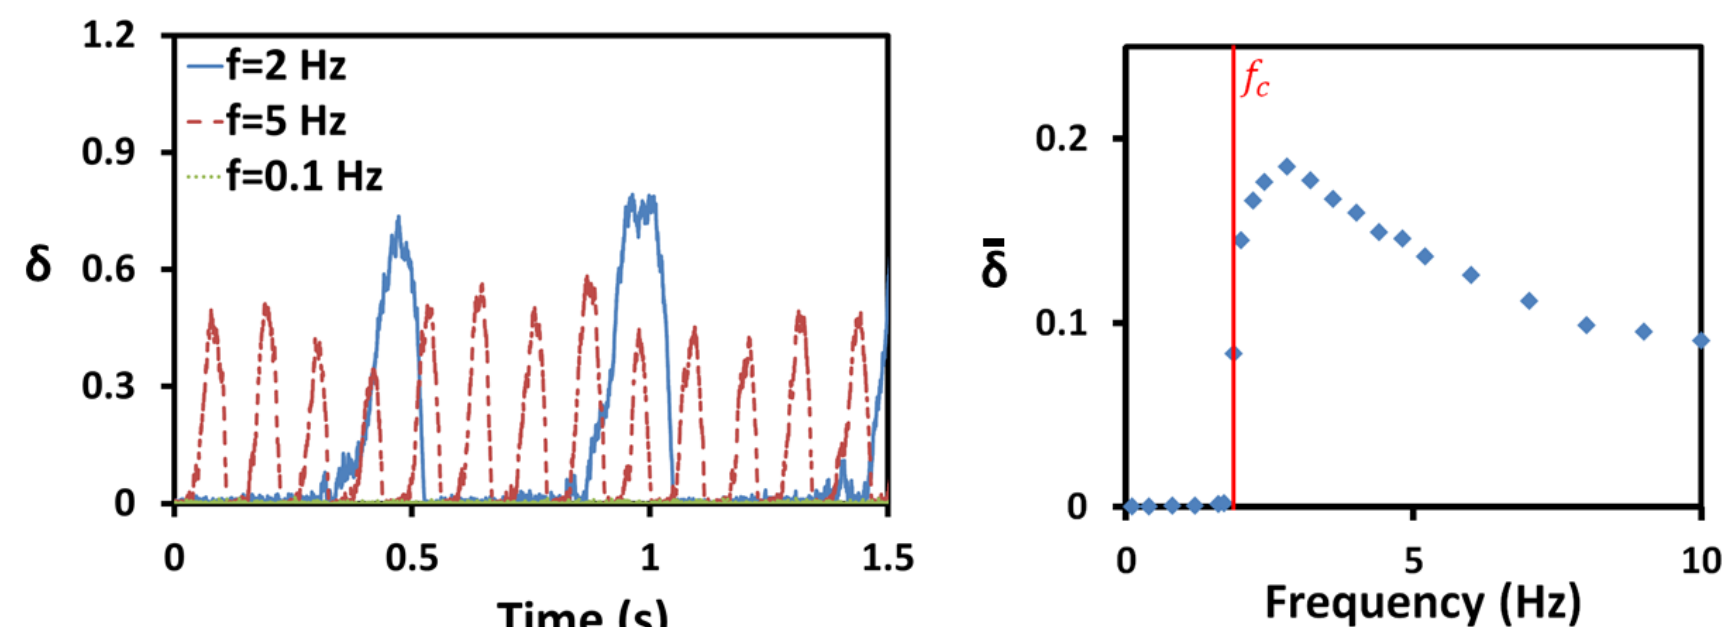 1.2
0.9
0.6
0.3
0
δ
f=2 Hz
f=5 Hz
f=0.1 Hz
0 0.5 1 1.5
Time (s)
0.2
0.1
0
δ̄
fc
0 5 10
Frequency (Hz)